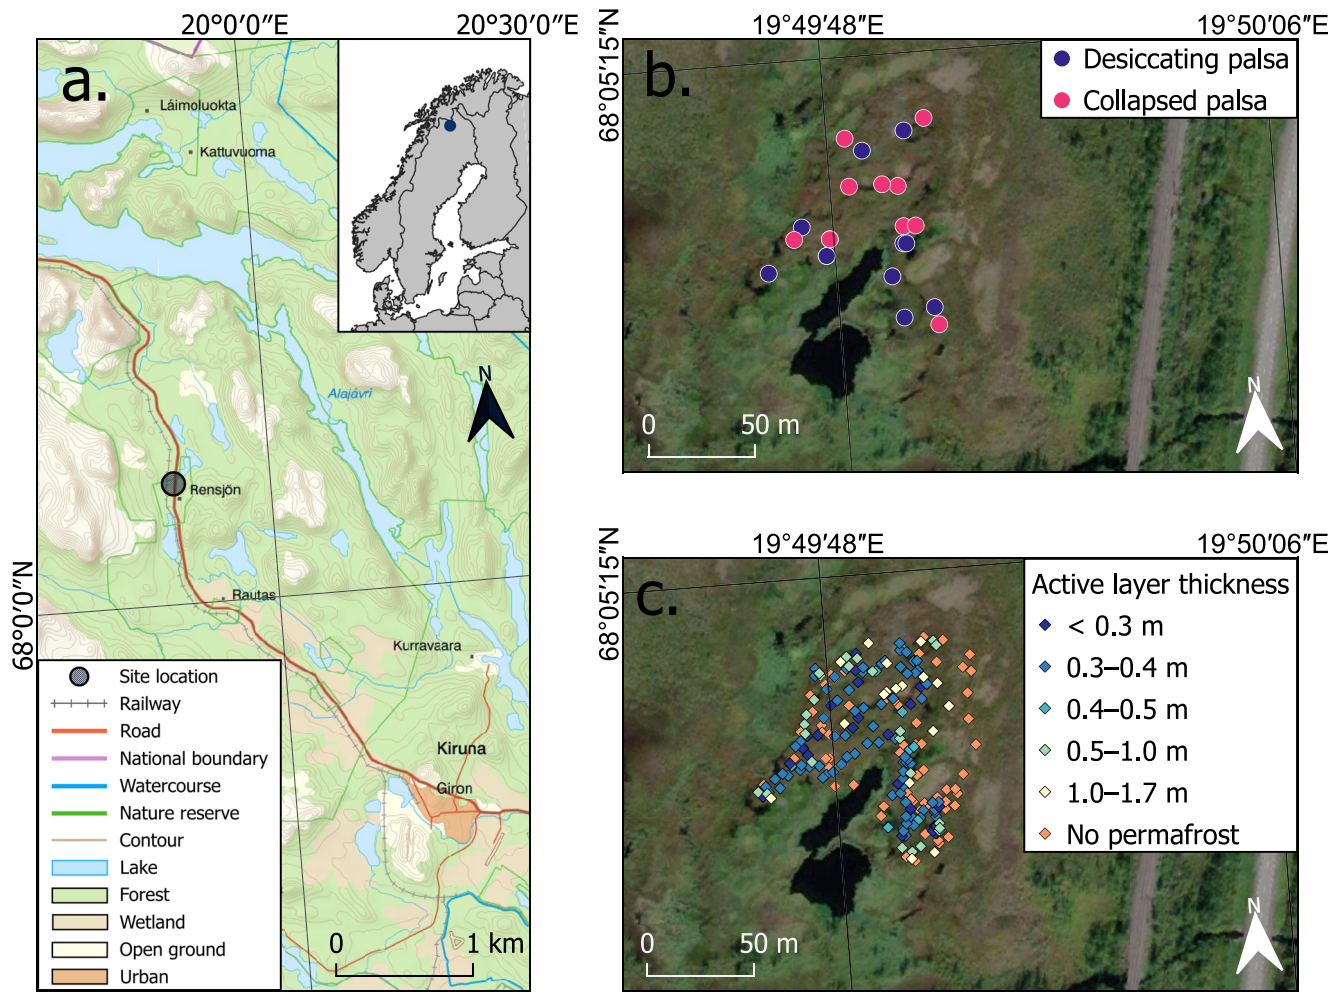 20°0′0″E
20°30′0″E
a.
Láimoluokta
Kattuvuoma
Alajávri
N
Rensjön
Rautas
Kurravaara
Kiruna
Giron
68°0′0″N
Site location
Railway
Road
National boundary
Watercourse
Nature reserve
Contour
Lake
Forest
Wetland
Open ground
Urban
0
1 km
19°49′48″E
19°50′06″E
68°05′15″N
b.
Desiccating palsa
Collapsed palsa
0
50 m
N
19°49′48″E
19°50′06″E
68°05′15″N
c.
Active layer thickness
< 0.3 m
0.3–0.4 m
0.4–0.5 m
0.5–1.0 m
1.0–1.7 m
No permafrost
0
50 m
N